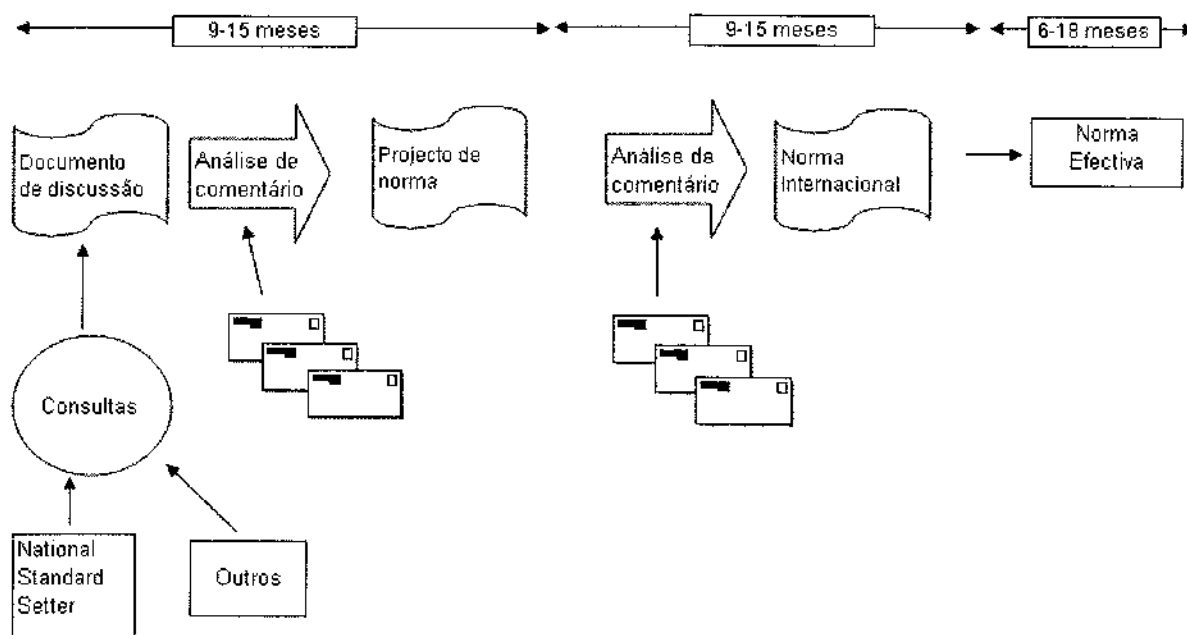 9-15 meses
9-15 meses
6-18 meses
Documento
de discussão
Análise de
comentário
Projecto de
norma
Análise da
comentário
Norma
Internacional
Norma
Efectiva
Consultas
National
Standard
Setter
Outros